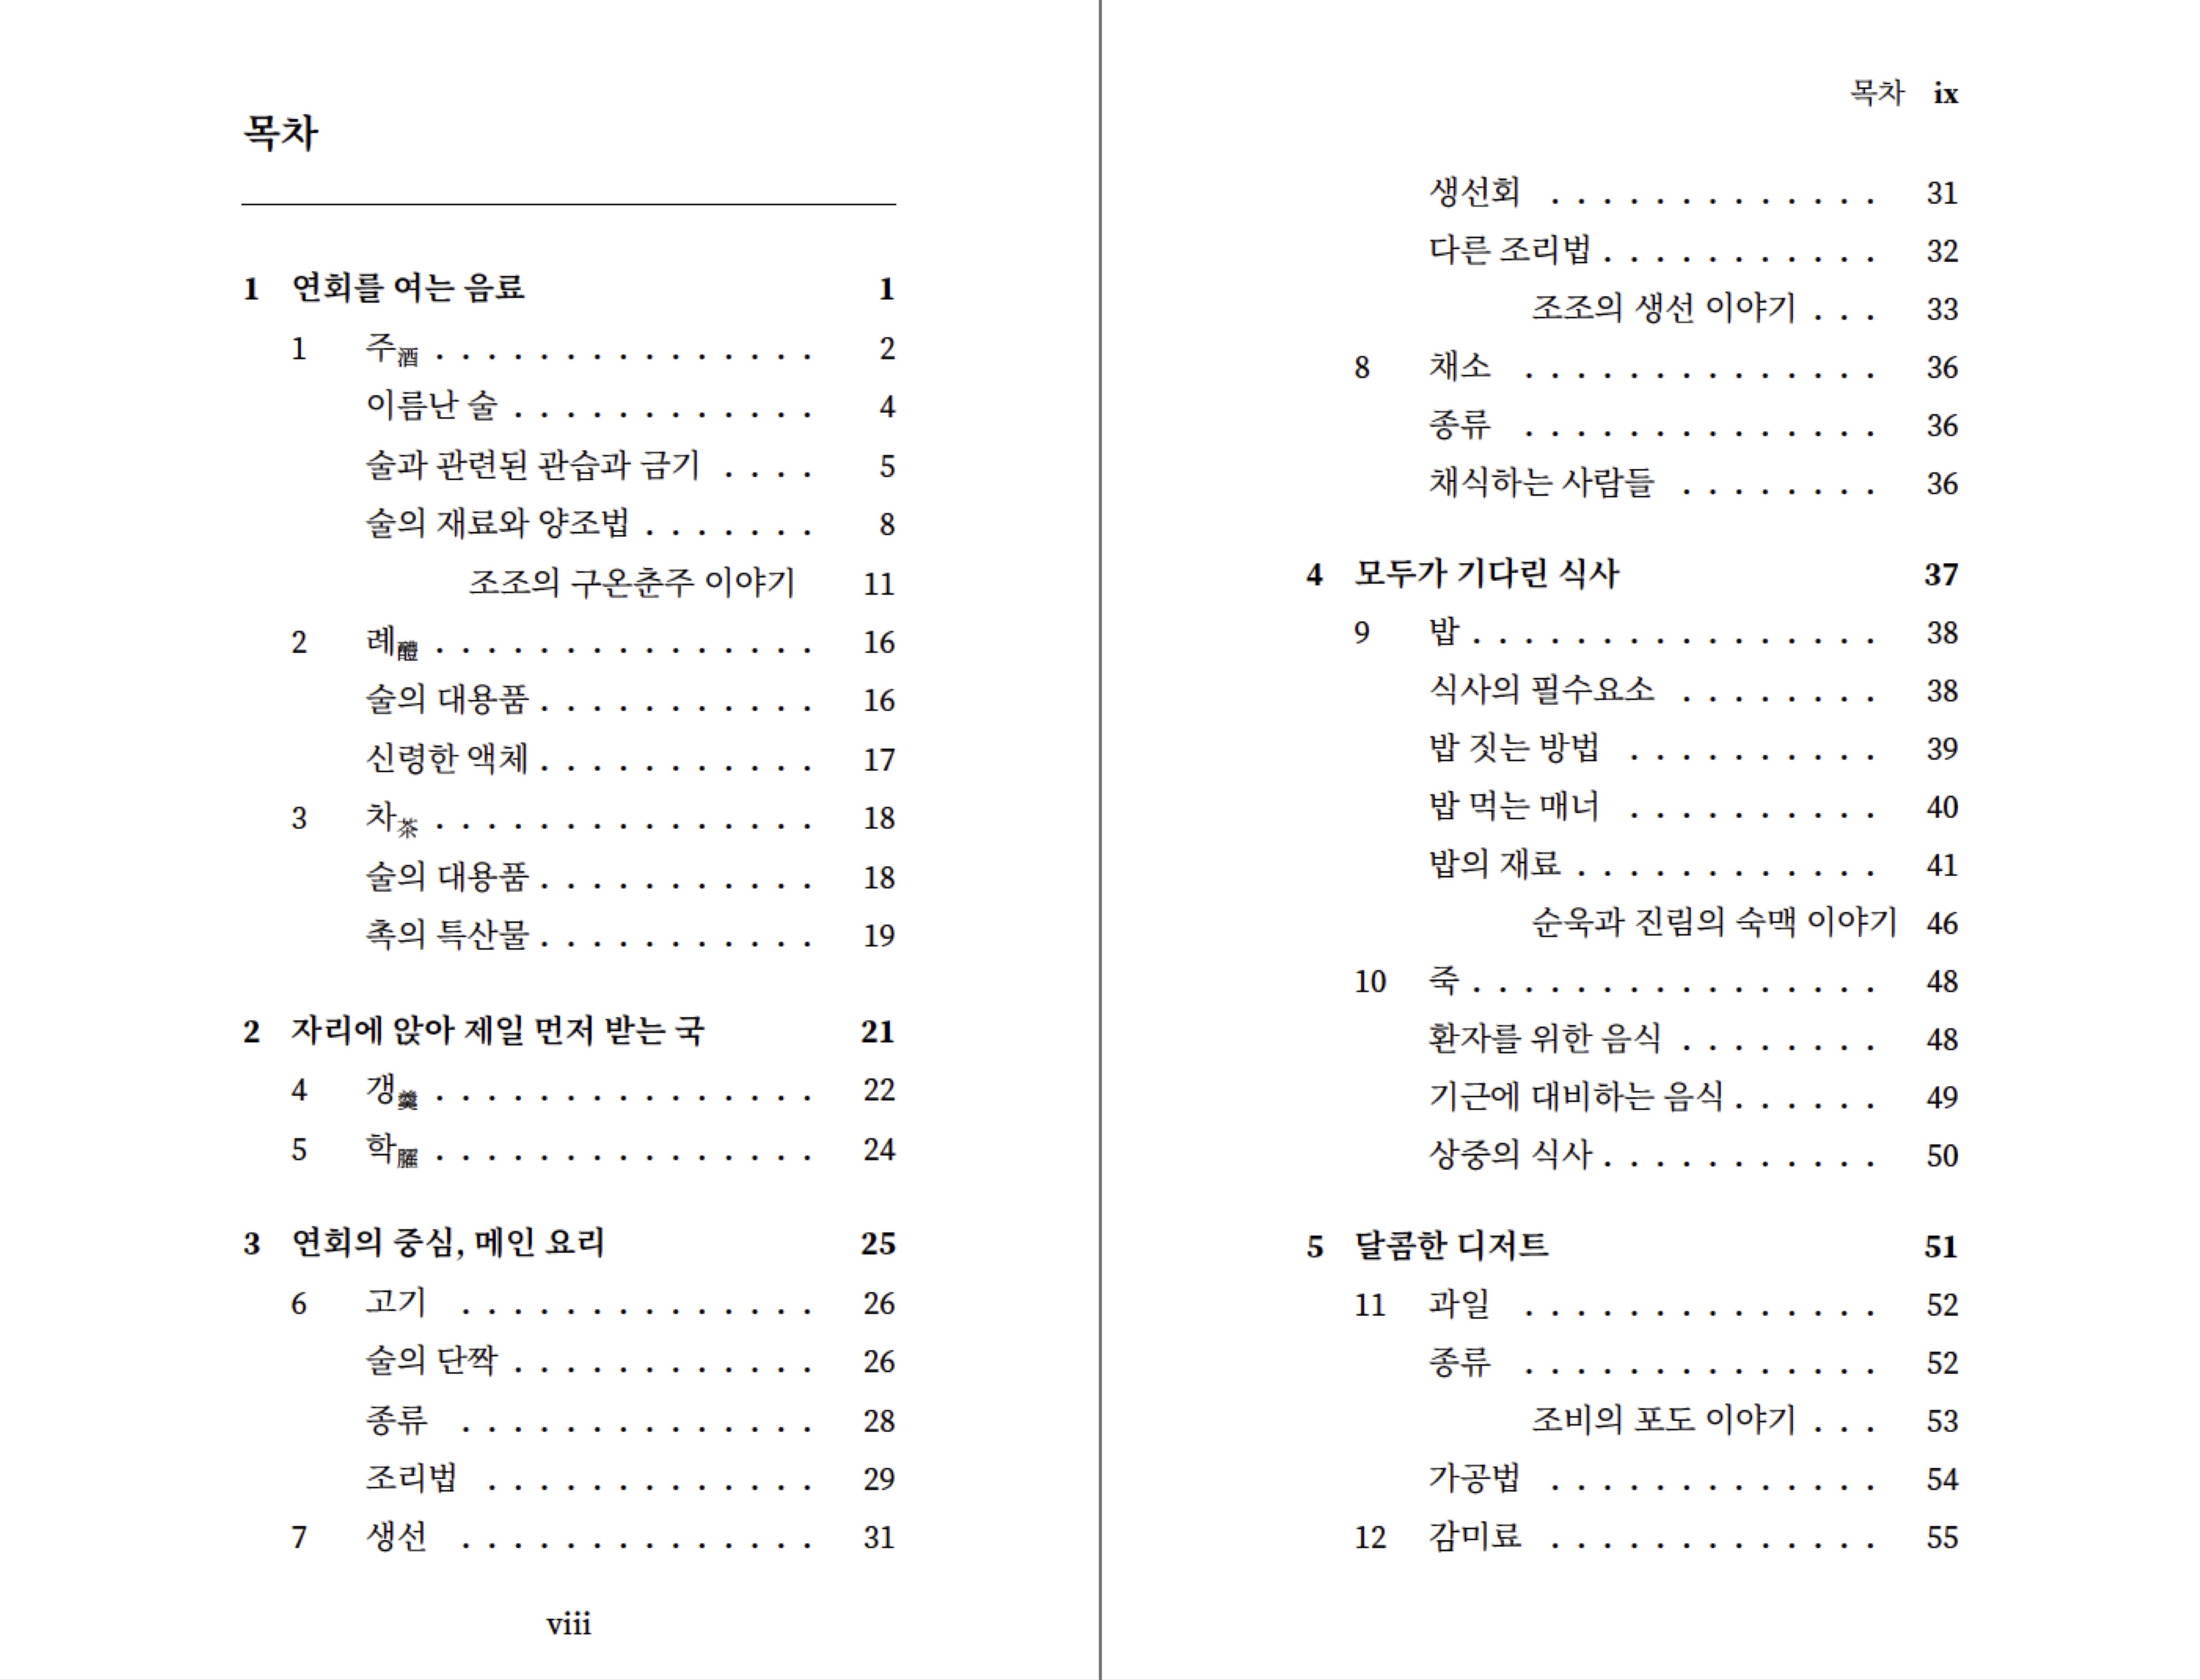 목차
1 연회를 여는 음료 1
1 주酒 . . . . . . . . . . . . . . . 2
이름난 술 . . . . . . . . . . . . 4
술과 관련된 관습과 금기 . . . . 5
술의 재료와 양조법 . . . . . . . 8
조조의 구온춘주 이야기 11
2 례醴 . . . . . . . . . . . . . . . 16
술의 대용품 . . . . . . . . . . . 16
신령한 액체 . . . . . . . . . . . 17
3 차茶 . . . . . . . . . . . . . . . 18
술의 대용품 . . . . . . . . . . . 18
촉의 특산물 . . . . . . . . . . . 19
2 자리에 앉아 제일 먼저 받는 국 21
4 갱羹 . . . . . . . . . . . . . . . 22
5 학臛 . . . . . . . . . . . . . . . 24
3 연회의 중심, 메인 요리 25
6 고기 . . . . . . . . . . . . . . 26
술의 단짝 . . . . . . . . . . . . 26
종류 . . . . . . . . . . . . . . 28
조리법 . . . . . . . . . . . . . 29
7 생선 . . . . . . . . . . . . . . 31
viii
목차 ix
생선회 . . . . . . . . . . . . . 31
다른 조리법 . . . . . . . . . . . 32
조조의 생선 이야기 . . . 33
8 채소 . . . . . . . . . . . . . . 36
종류 . . . . . . . . . . . . . . 36
채식하는 사람들 . . . . . . . . 36
4 모두가 기다린 식사 37
9 밥 . . . . . . . . . . . . . . . . 38
식사의 필수요소 . . . . . . . . 38
밥 짓는 방법 . . . . . . . . . . 39
밥 먹는 매너 . . . . . . . . . . 40
밥의 재료 . . . . . . . . . . . . 41
순욱과 진림의 숙맥 이야기 46
10 죽 . . . . . . . . . . . . . . . . 48
환자를 위한 음식 . . . . . . . . 48
기근에 대비하는 음식 . . . . . . 49
상중의 식사 . . . . . . . . . . . 50
5 달콤한 디저트 51
11 과일 . . . . . . . . . . . . . . 52
종류 . . . . . . . . . . . . . . 52
조비의 포도 이야기 . . . 53
가공법 . . . . . . . . . . . . . 54
12 감미료 . . . . . . . . . . . . . 55